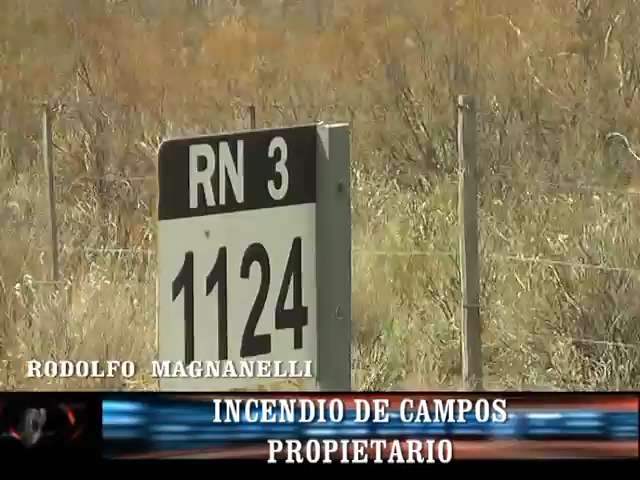 RN 3
1124
RODOLFO MAGNANELLI
INCENDIO DE CAMPOS
PROPIETARIO